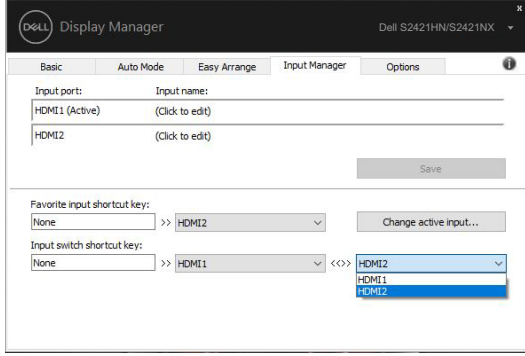 DELL Display Manager
Dell S2421HN/S2421NX
x
Basic Auto Mode Easy Arrange Input Manager Options i
Input port: Input name:
HDMI1 (Active) (Click to edit)
HDMI2 (Click to edit)
Save
Favorite input shortcut key:
None >> HDMI2 Change active input...
Input switch shortcut key:
None >> HDMI1 <<>> HDMI2
HDMI1
HDMI2